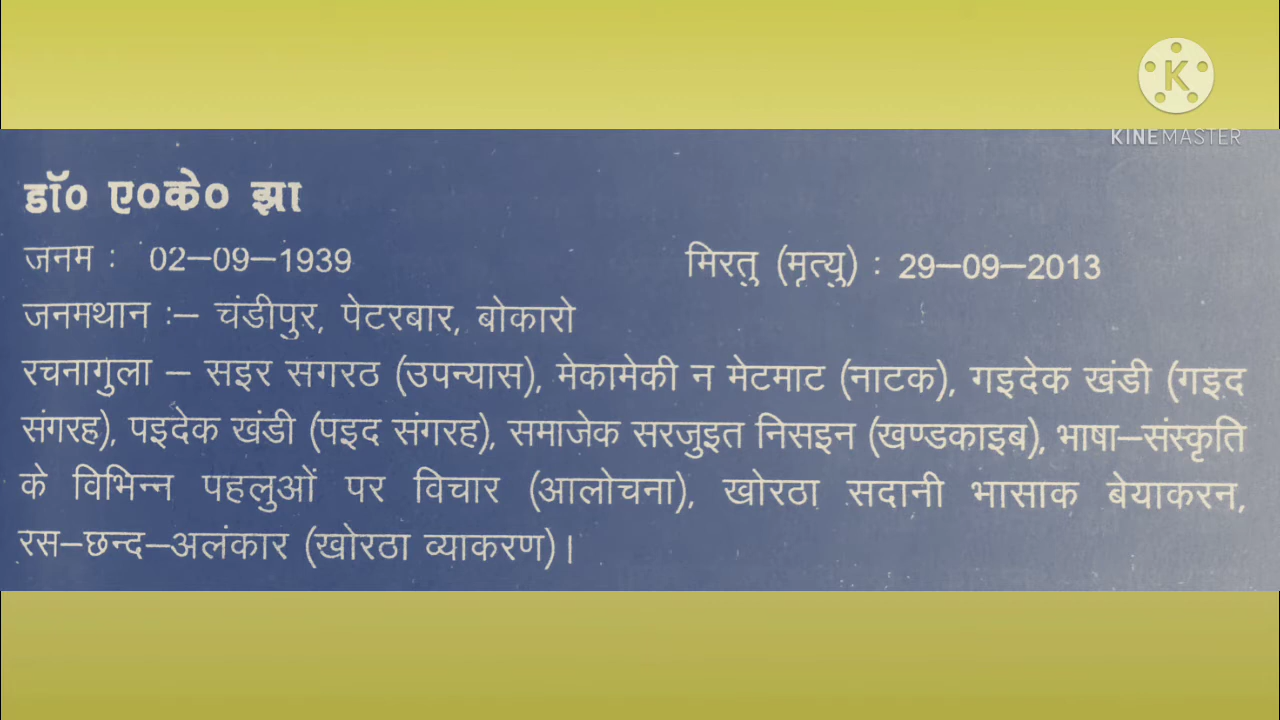 K
KINEMASTER
डॉ० ए०के० झा
जनम : 02–09–1939 मिरतु (मृत्यु) : 29–09–2013
जनमथान :– चंडीपुर, पेटरबार, बोकारो
रचनागुला – सइर सगरठ (उपन्यास), मेकामेकी न मेटमाट (नाटक), गइदेक खंडी (गइद
संगरह), पइदेक खंडी (पइद संगरह), समाजेक सरजुइत निसइन (खण्डकाइब), भाषा–संस्कृति
के विभिन्न पहलुओं पर विचार (आलोचना), खोरठा सदानी भासाक बेयाकरन,
रस–छन्द–अलंकार (खोरठा व्याकरण)।